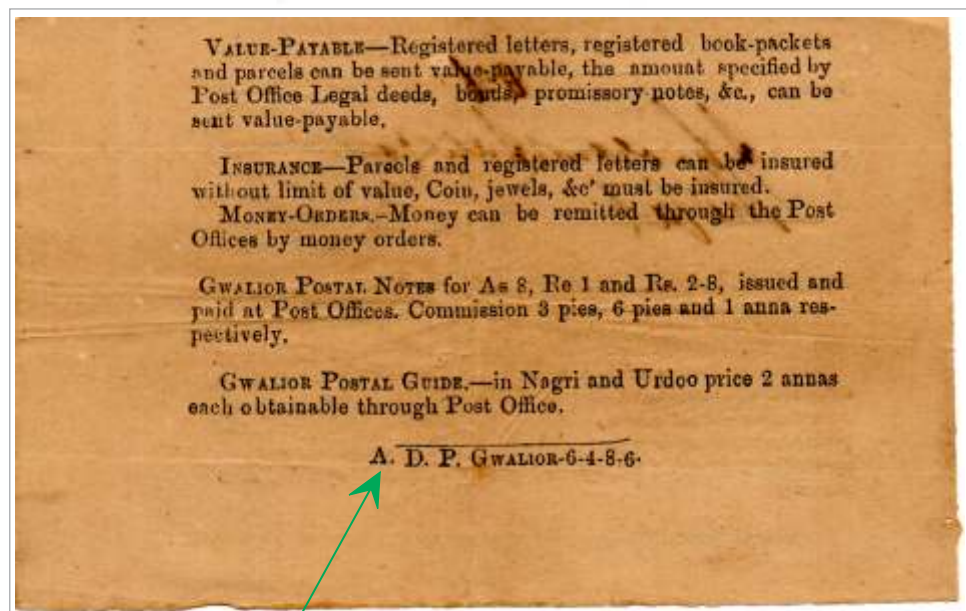 VALUE-PAYABLE—Registered letters, registered book-packets
and parcels can be sent value-payable, the amouat specified by
Post Office Legal deeds, bonds, promissory notes, &c., can be
sent value-payable.
INSURANCE—Parcels and registered letters can be insured
without limit of value, Coin, jewels, &c' must be insured.
MONEY-ORDERS.-Money can be remitted through the Post
Offices by money orders.
GWALIOR POSTAL NOTES for As 8, Re 1 and Rs. 2-8, issued and
paid at Post Offices. Commission 3 pies, 6 pies and 1 anna res-
pectively.
GWALIOR POSTAL GUIDE.—in Nagri and Urdoo price 2 annas
each obtainable through Post Office.
A. D. P. GWALIOR-6-4-8-6-